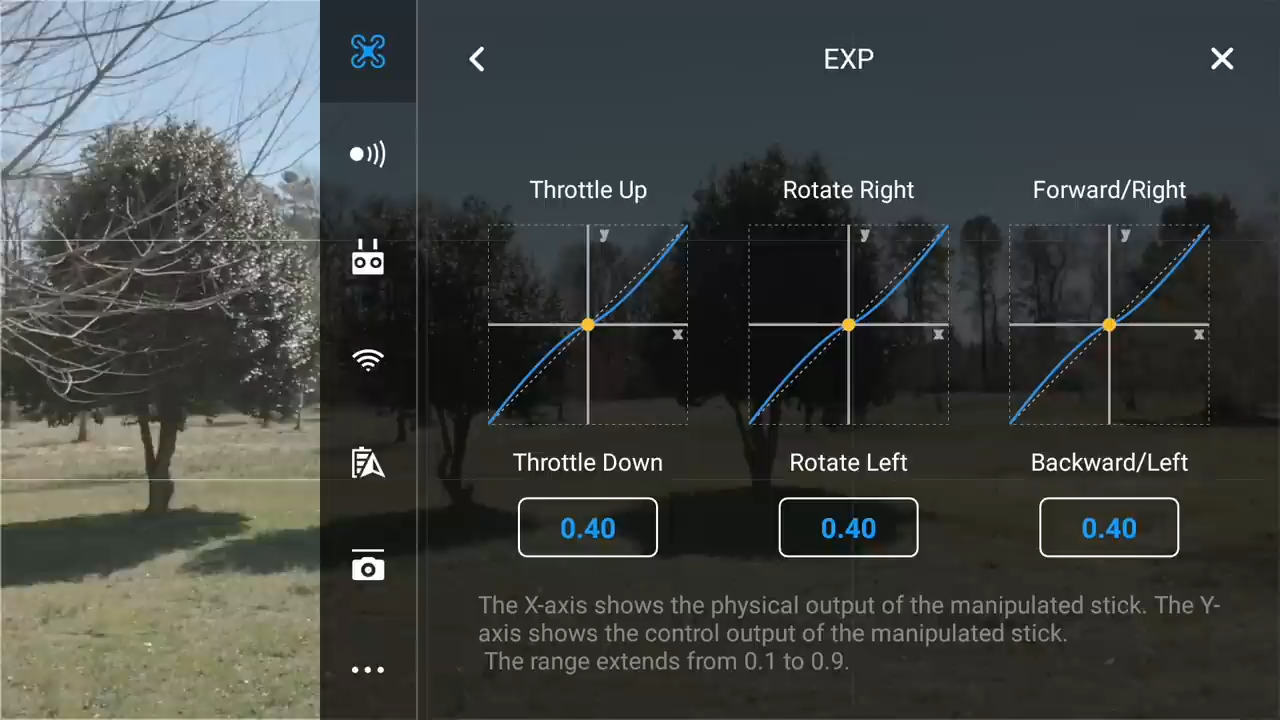 EXP
Throttle Up Rotate Right Forward/Right
y y y
x x x
Throttle Down Rotate Left Backward/Left
0.40 0.40 0.40
The X-axis shows the physical output of the manipulated stick. The Y-
axis shows the control output of the manipulated stick.
The range extends from 0.1 to 0.9.